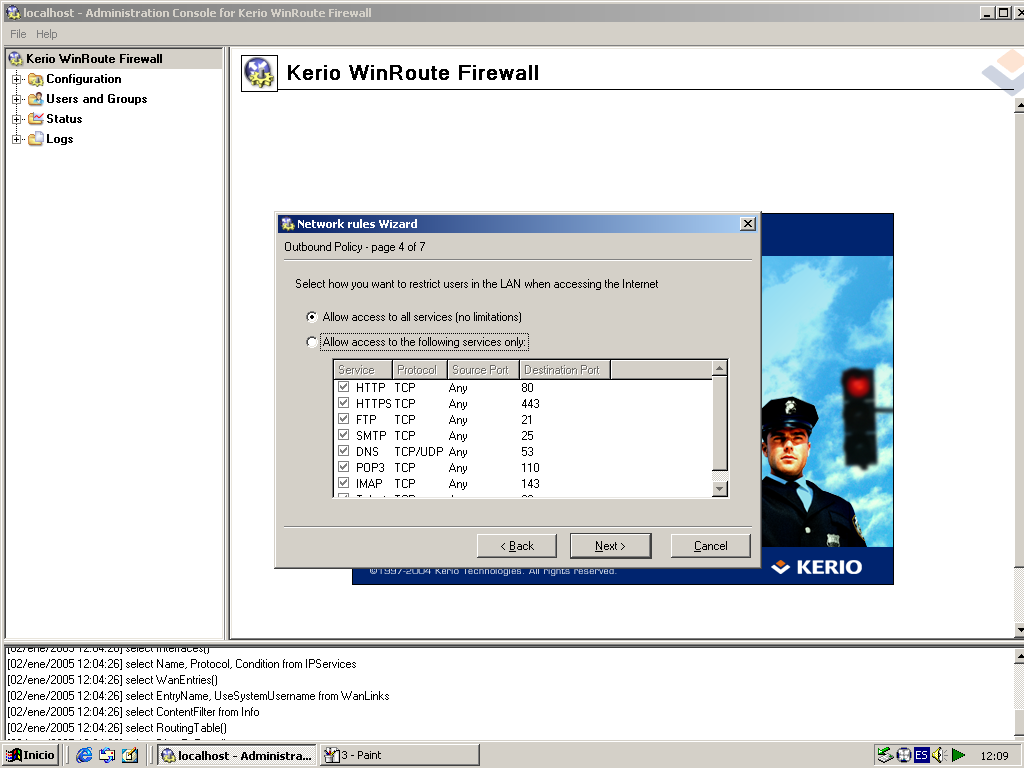 localhost - Administration Console for Kerio WinRoute Firewall
File Help
Kerio WinRoute Firewall
Configuration
Users and Groups
Status
Logs
Kerio WinRoute Firewall
Network rules Wizard
Outbound Policy - page 4 of 7
Select how you want to restrict users in the LAN when accessing the Internet
Allow access to all services (no limitations)
Allow access to the following services only:
Service Protocol Source Port Destination Port
HTTP TCP Any 80
HTTPS TCP Any 443
FTP TCP Any 21
SMTP TCP Any 25
DNS TCP/UDP Any 53
POP3 TCP Any 110
IMAP TCP Any 143
< Back Next > Cancel
©1997-2004 Kerio Technologies. All rights reserved.
KERIO
[02/ene/2005 12:04:26] select Interfaces()
[02/ene/2005 12:04:26] select Name, Protocol, Condition from IPServices
[02/ene/2005 12:04:26] select WanEntries()
[02/ene/2005 12:04:26] select EntryName, UseSystemUsername from WanLinks
[02/ene/2005 12:04:26] select ContentFilter from Info
[02/ene/2005 12:04:26] select RoutingTable()
Inicio localhost - Administra... 3 - Paint ES 12:09